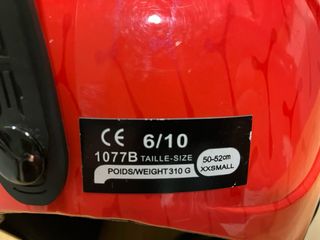 CE 6/10
1077B TAILLE-SIZE
POIDS/WEIGHT 310 G
50-52cm
XXSMALL